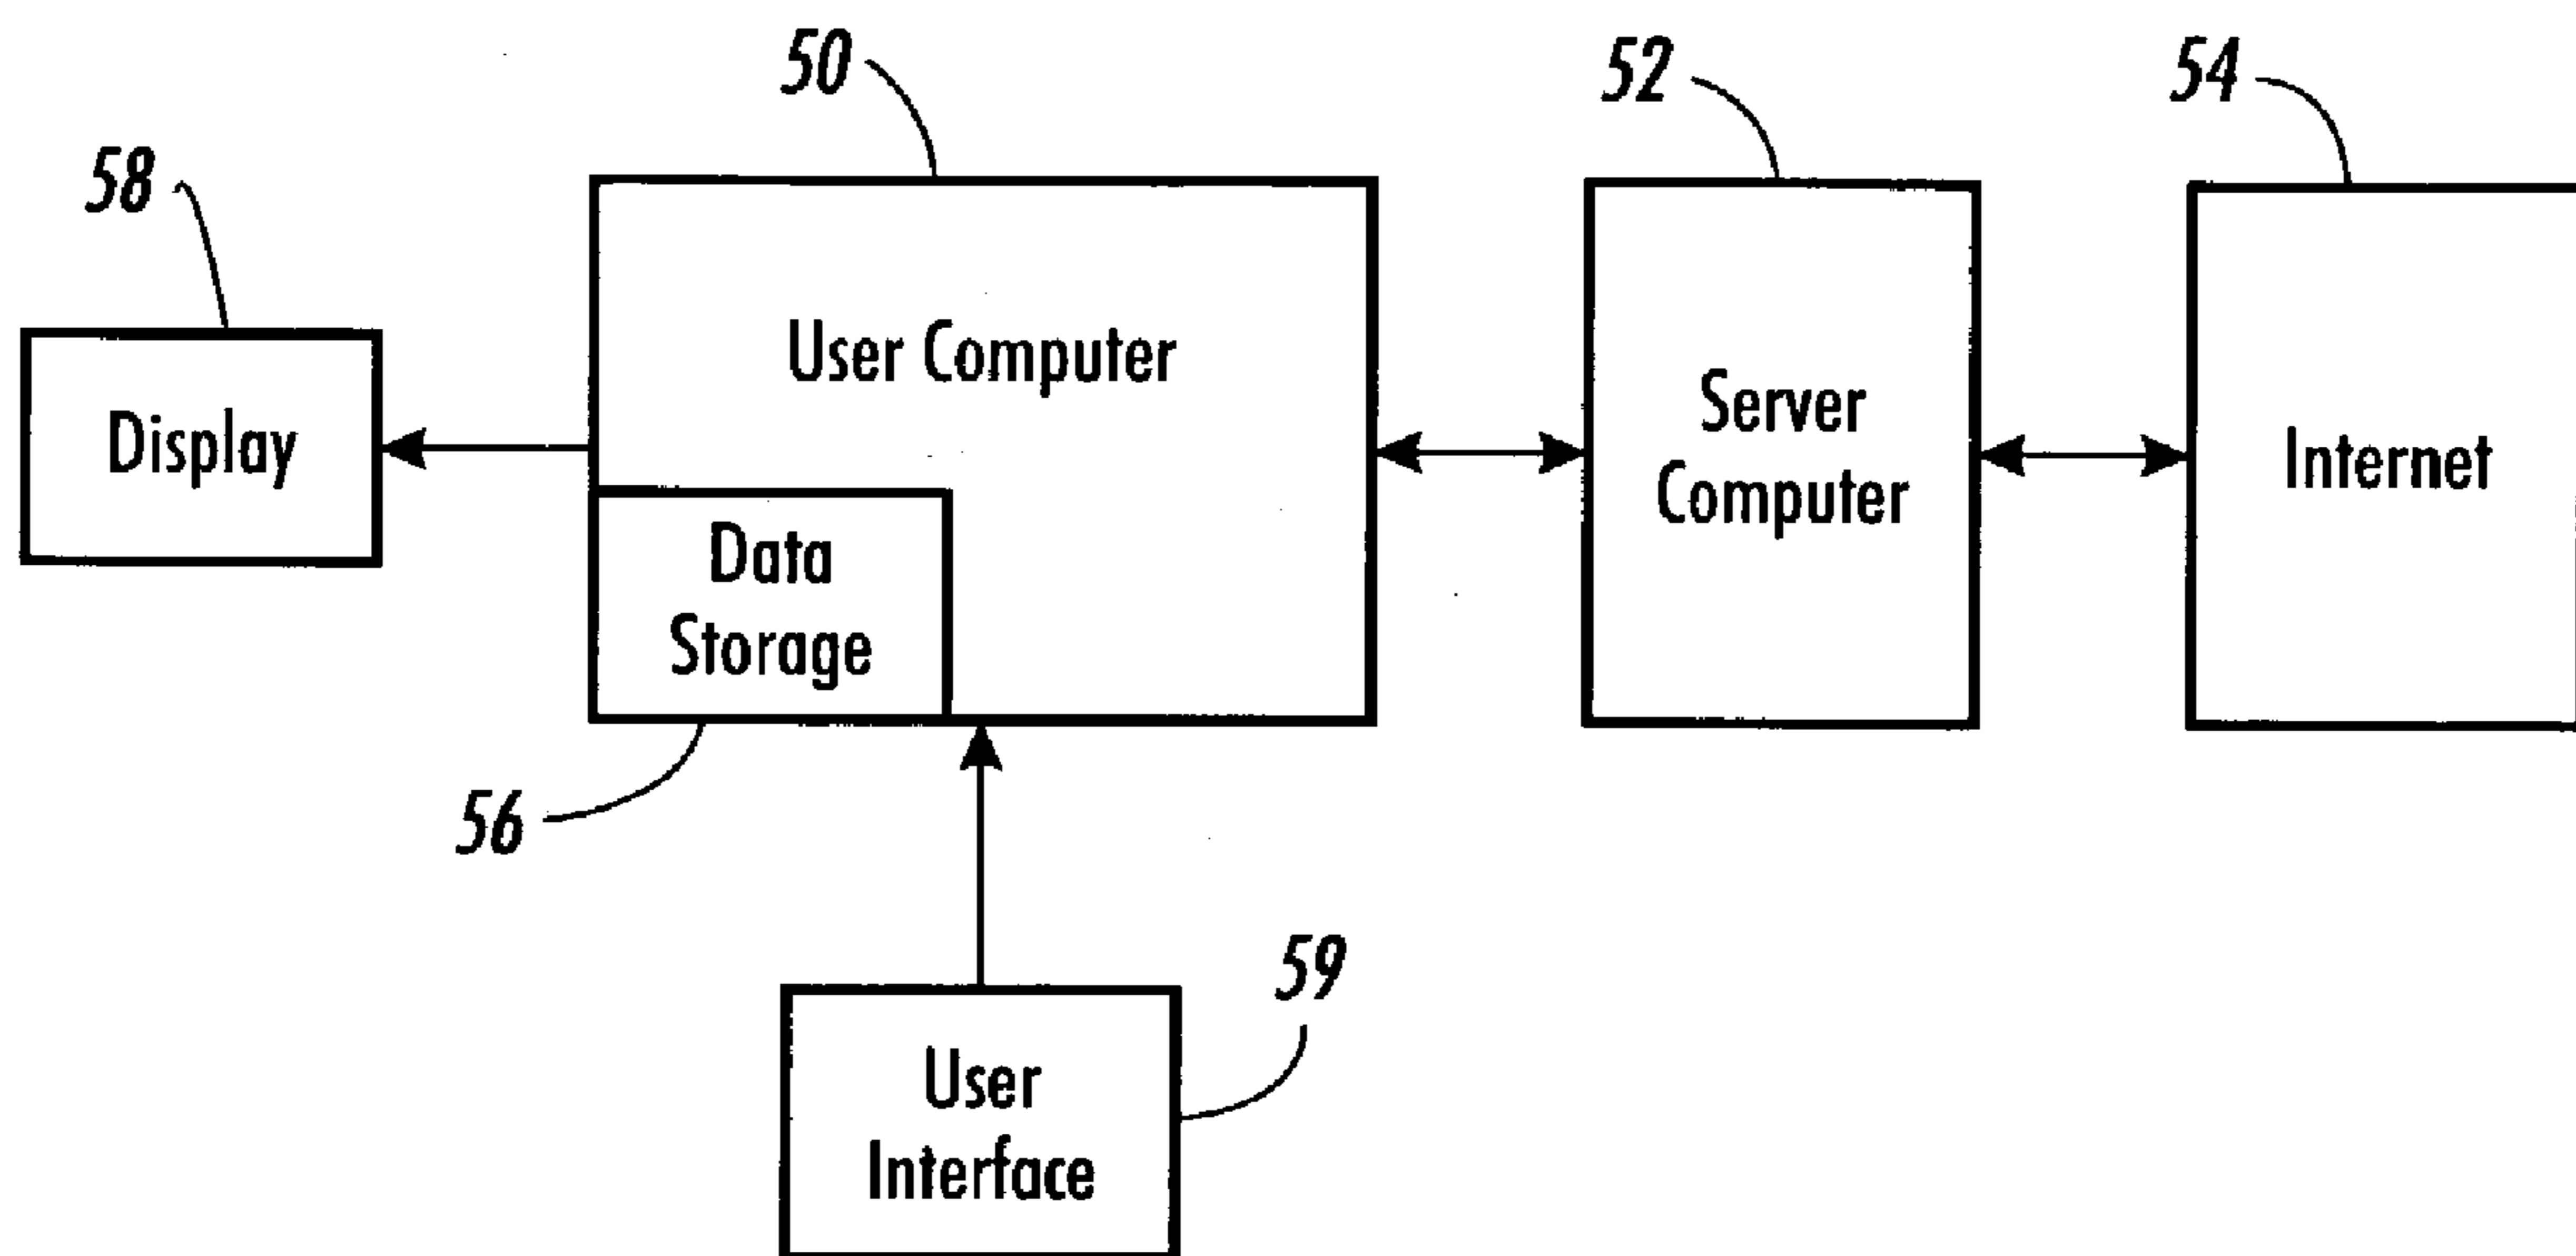 50
52
54
58
User Computer
Display
Server
Computer
Internet
Data
Storage
56
59
User
Interface